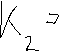 K₂ =